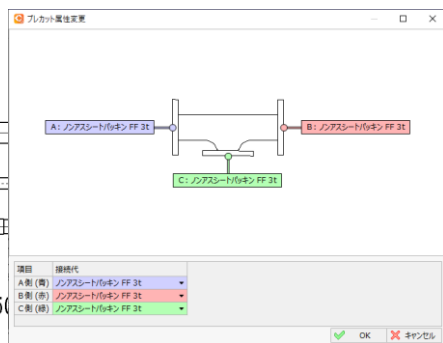 プレカット属性変更
A: ノンアスシートパッキン FF 3t
B: ノンアスシートパッキン FF 3t
C: ノンアスシートパッキン FF 3t
項目 接続代
A側 (青) ノンアスシートパッキン FF 3t
B側 (赤) ノンアスシートパッキン FF 3t
C側 (緑) ノンアスシートパッキン FF 3t
OK キャンセル